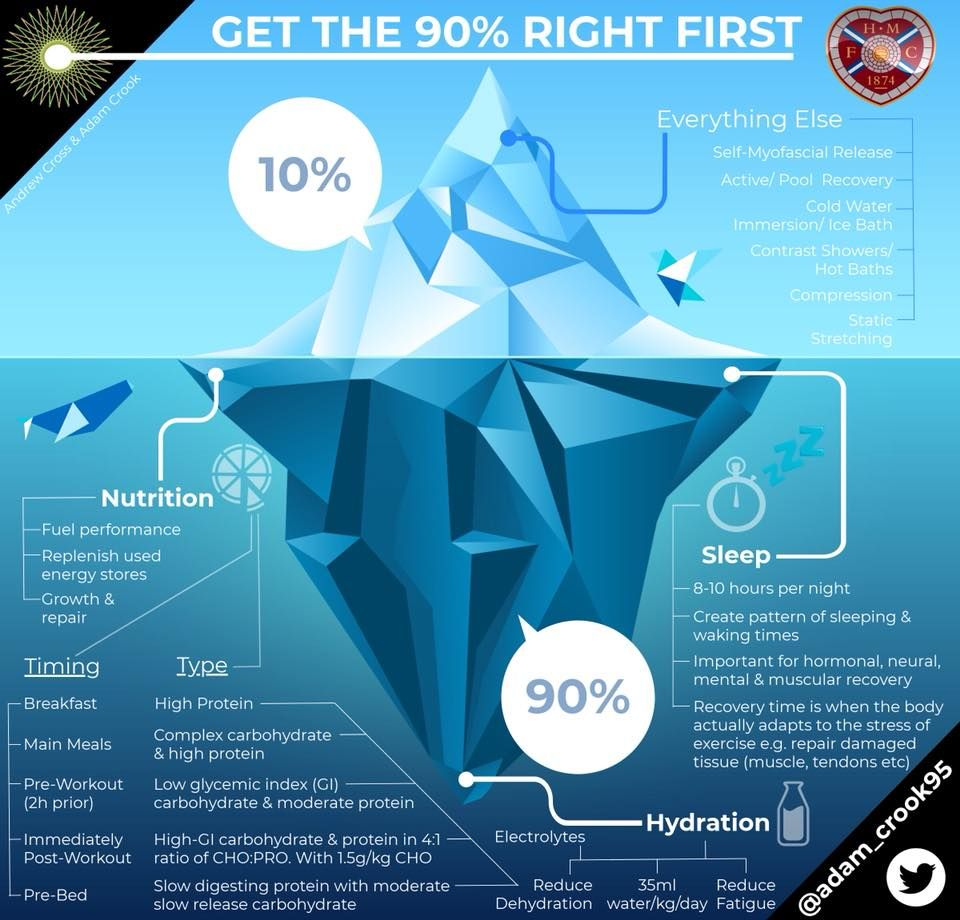 GET THE 90% RIGHT FIRST
H·M
F C
1874
Andrew Cross & Adam Crook
10%
Everything Else
Self-Myofascial Release
Active/ Pool Recovery
Cold Water
Immersion/ Ice Bath
Contrast Showers/
Hot Baths
Compression
Static
Stretching
Nutrition
Fuel performance
Replenish used
energy stores
Growth &
repair
zzZ
Sleep
8-10 hours per night
Create pattern of sleeping &
waking times
Important for hormonal, neural,
mental & muscular recovery
Recovery time is when the body
actually adapts to the stress of
exercise e.g. repair damaged
tissue (muscle, tendons etc)
90%
Timing Type
Breakfast High Protein
Main Meals Complex carbohydrate
& high protein
Pre-Workout Low glycemic index (GI)
(2h prior) carbohydrate & moderate protein
Immediately High-GI carbohydrate & protein in 4:1
Post-Workout ratio of CHO:PRO. With 1.5g/kg CHO
Pre-Bed Slow digesting protein with moderate
slow release carbohydrate
Hydration
Electrolytes
Reduce 35ml Reduce
Dehydration water/kg/day Fatigue
@adam_crook95